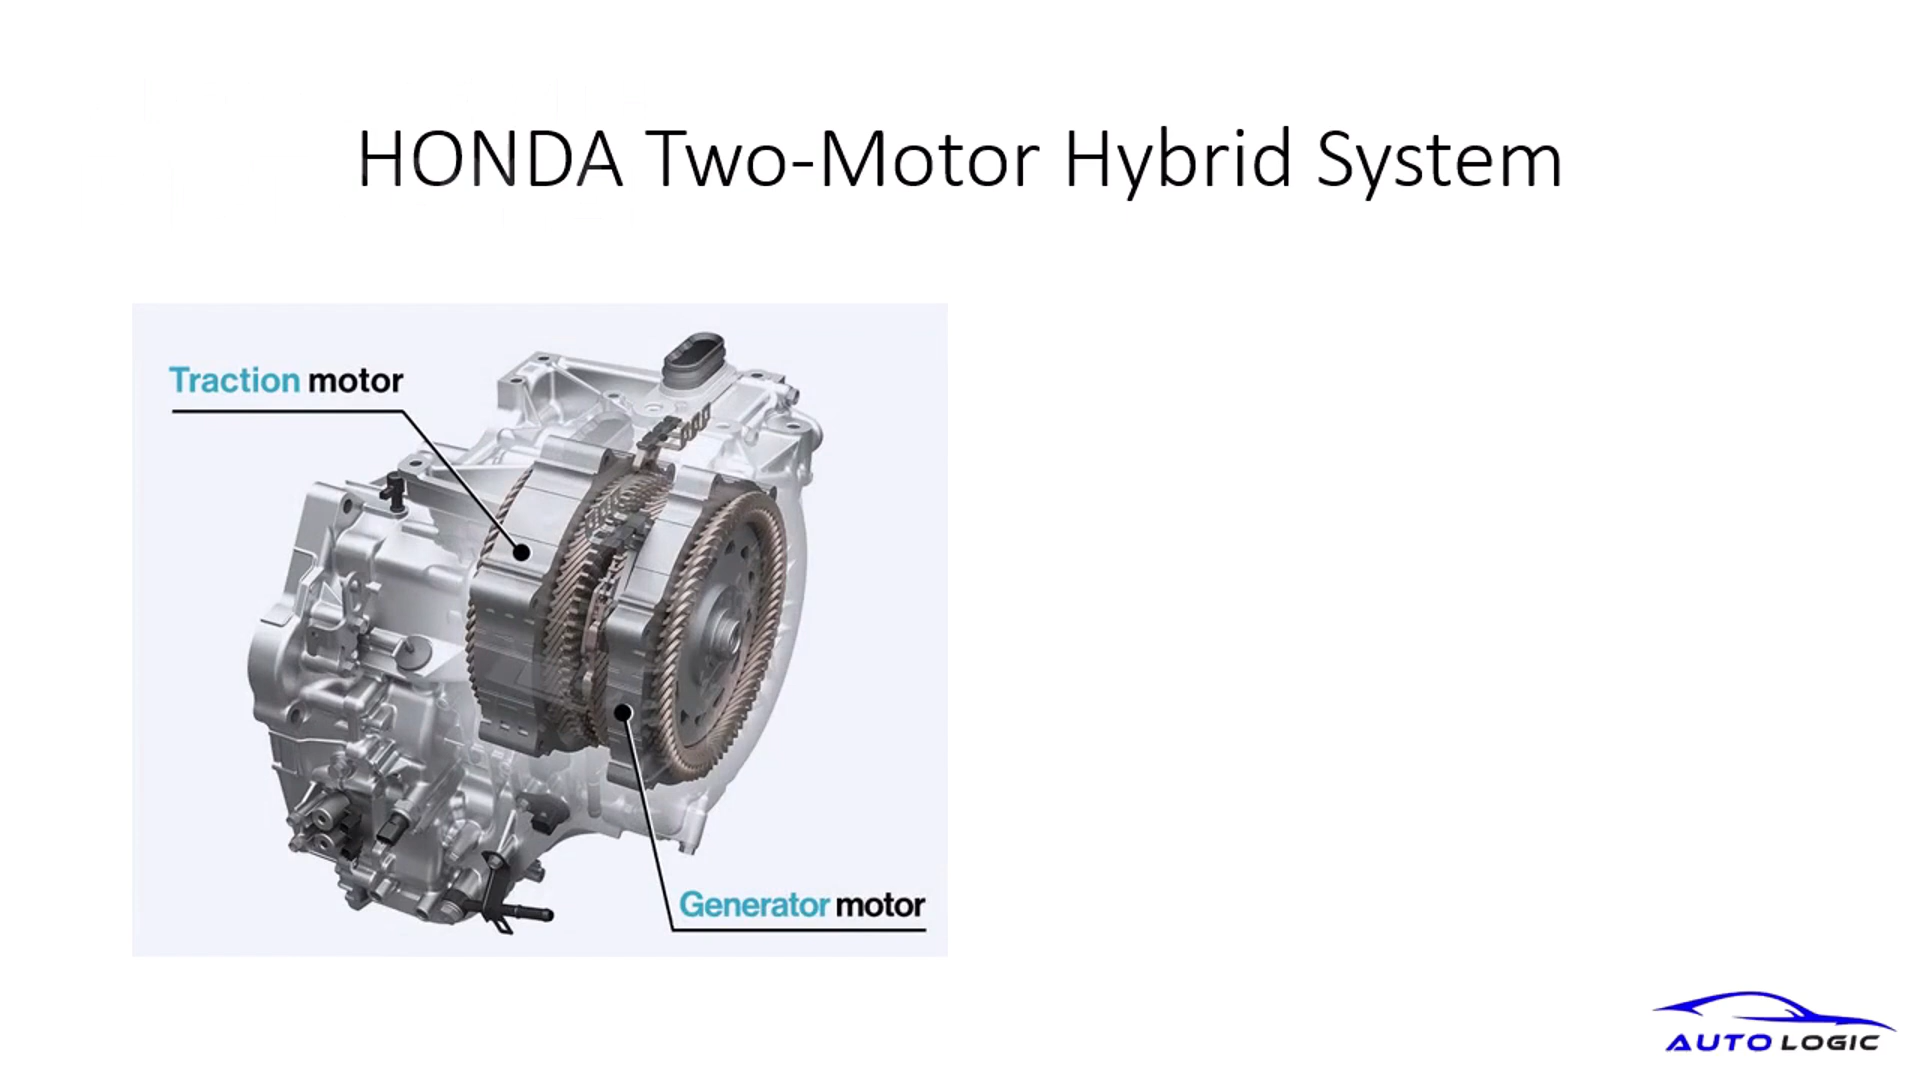 HONDA Two-Motor Hybrid System
Traction motor
Generator motor
AUTO LOGIC